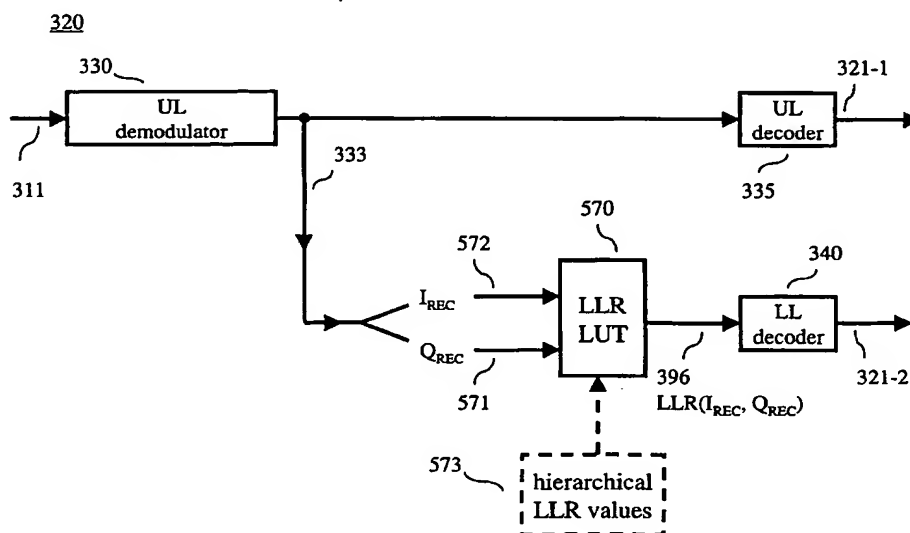 320
330
UL
demodulator
311
333
UL
decoder
335
321-1
572
I_REC
Q_REC
571
570
LLR
LUT
396
LLR(I_REC, Q_REC)
340
LL
decoder
321-2
573
hierarchical
LLR values